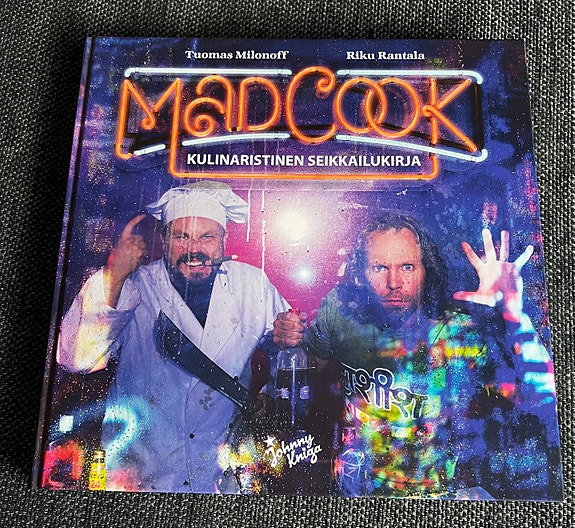 Tuomas Milonoff Riku Rantala
MADCOOK
KULINARISTINEN SEIKKAILUKIRJA
Johnny
Kniga